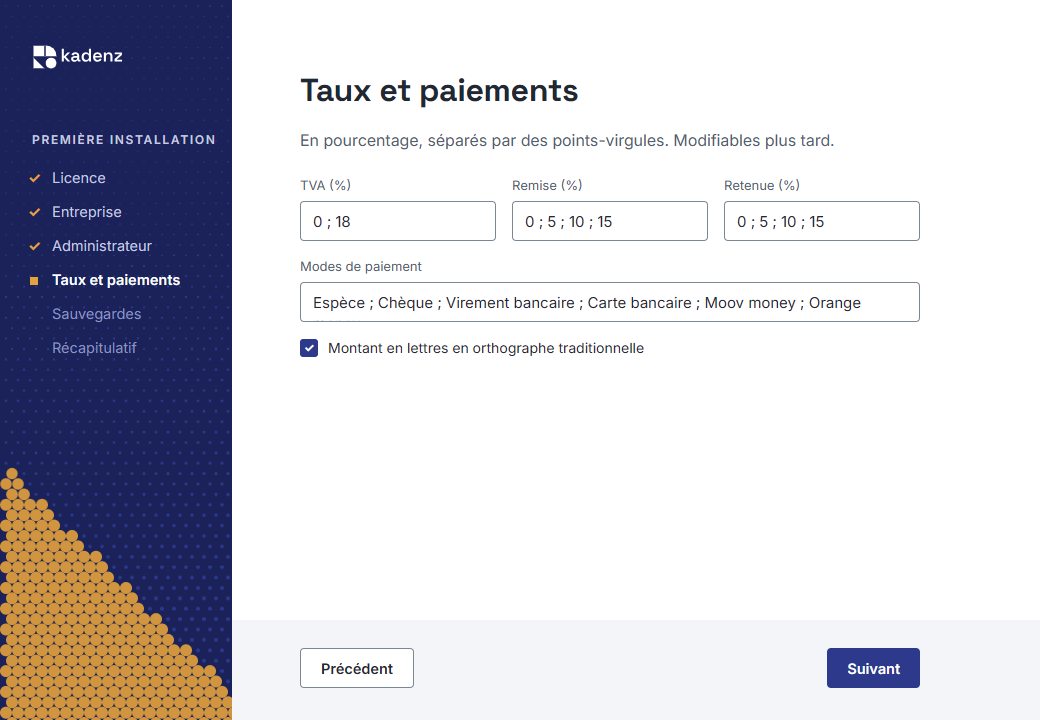 kadenz
PREMIÈRE INSTALLATION
Licence
Entreprise
Administrateur
Taux et paiements
Sauvegardes
Récapitulatif
Taux et paiements
En pourcentage, séparés par des points-virgules. Modifiables plus tard.
TVA (%)
Remise (%)
Retenue (%)
0 ; 18
0 ; 5 ; 10 ; 15
0 ; 5 ; 10 ; 15
Modes de paiement
Espèce ; Chèque ; Virement bancaire ; Carte bancaire ; Moov money ; Orange
Montant en lettres en orthographe traditionnelle
Précédent
Suivant